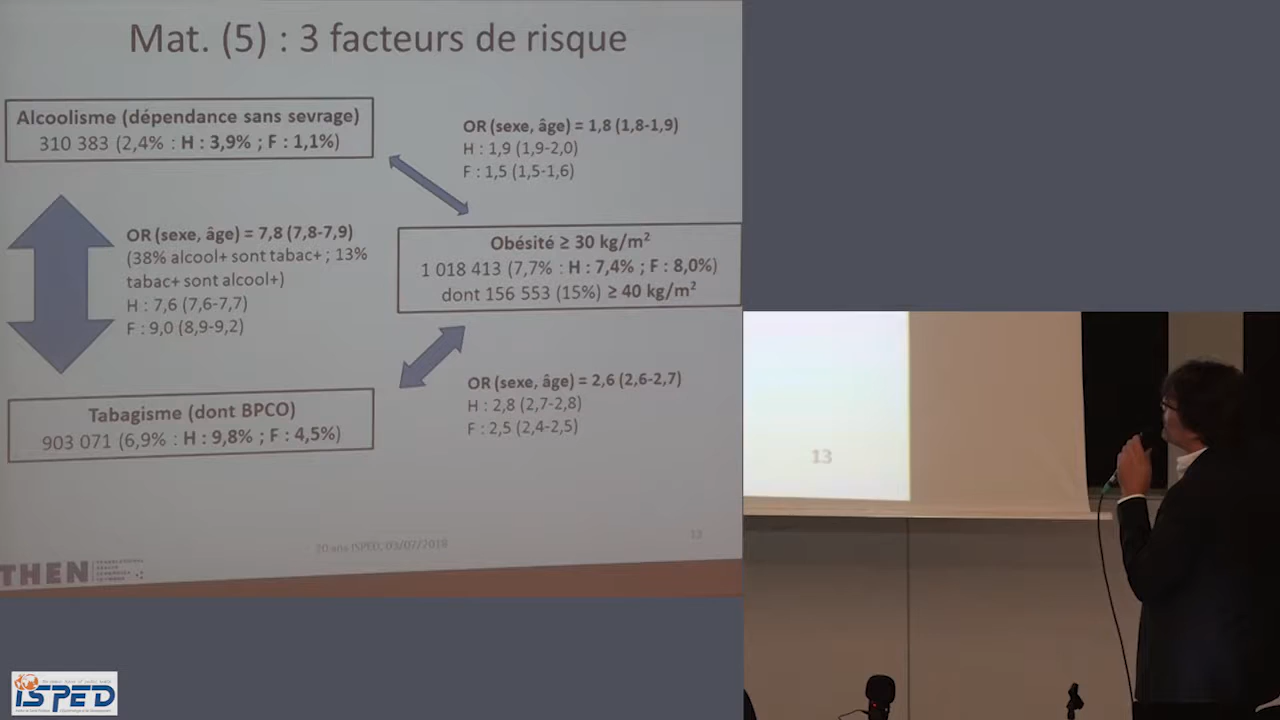 Mat. (5) : 3 facteurs de risque
Alcoolisme (dépendance sans sevrage)
310 383 (2,4% : H : 3,9% ; F : 1,1%)
OR (sexe, âge) = 1,8 (1,8-1,9)
H : 1,9 (1,9-2,0)
F : 1,5 (1,5-1,6)
OR (sexe, âge) = 7,8 (7,8-7,9)
(38% alcool+ sont tabac+ ; 13%
tabac+ sont alcool+)
H : 7,6 (7,6-7,7)
F : 9,0 (8,9-9,2)
Obésité ≥ 30 kg/m²
1 018 413 (7,7% : H : 7,4% ; F : 8,0%)
dont 156 553 (15%) ≥ 40 kg/m²
OR (sexe, âge) = 2,6 (2,6-2,7)
H : 2,8 (2,7-2,8)
F : 2,5 (2,4-2,5)
Tabagisme (dont BPCO)
903 071 (6,9% : H : 9,8% ; F : 4,5%)
20 ans ISPED, 03/07/2018
13
THEN
13
ISPED